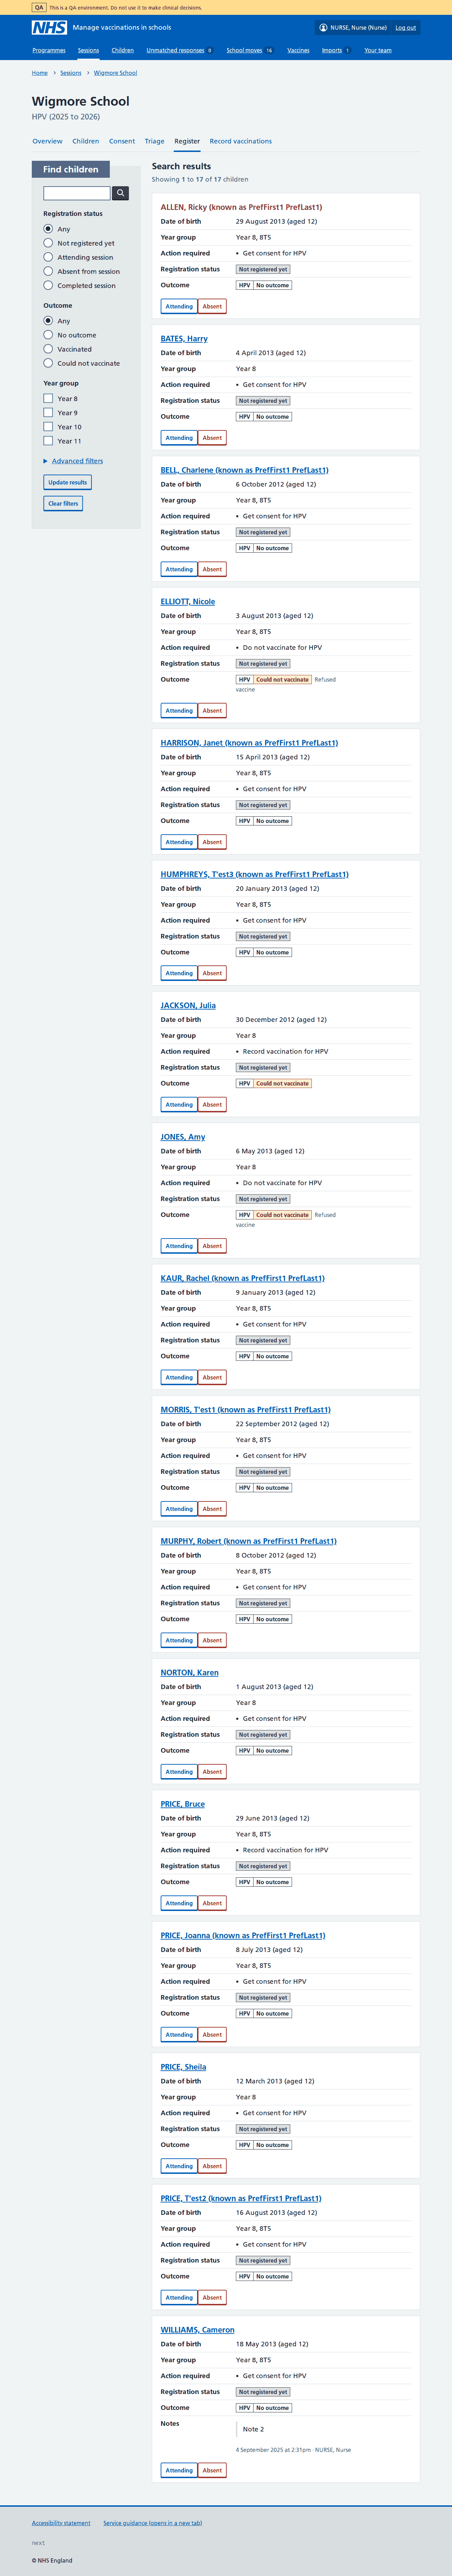 QA This is a QA environment. Do not use it to make clinical decisions.
NHS Manage vaccinations in schools
NURSE, Nurse (Nurse) Log out
Programmes Sessions Children Unmatched responses 0 School moves 16 Vaccines Imports 1 Your team
Home › Sessions › Wigmore School
Wigmore School
HPV (2025 to 2026)
Overview Children Consent Triage Register Record vaccinations
Find children
Registration status
Any
Not registered yet
Attending session
Absent from session
Completed session
Outcome
Any
No outcome
Vaccinated
Could not vaccinate
Year group
Year 8
Year 9
Year 10
Year 11
Advanced filters
Update results
Clear filters
Search results
Showing 1 to 17 of 17 children
ALLEN, Ricky (known as PrefFirst1 PrefLast1)
Date of birth 29 August 2013 (aged 12)
Year group Year 8, 8T5
Action required • Get consent for HPV
Registration status Not registered yet
Outcome HPV No outcome
Attending Absent
BATES, Harry
Date of birth 4 April 2013 (aged 12)
Year group Year 8
Action required • Get consent for HPV
Registration status Not registered yet
Outcome HPV No outcome
Attending Absent
BELL, Charlene (known as PrefFirst1 PrefLast1)
Date of birth 6 October 2012 (aged 12)
Year group Year 8, 8T5
Action required • Get consent for HPV
Registration status Not registered yet
Outcome HPV No outcome
Attending Absent
ELLIOTT, Nicole
Date of birth 3 August 2013 (aged 12)
Year group Year 8, 8T5
Action required • Do not vaccinate for HPV
Registration status Not registered yet
Outcome HPV Could not vaccinate Refused
vaccine
Attending Absent
HARRISON, Janet (known as PrefFirst1 PrefLast1)
Date of birth 15 April 2013 (aged 12)
Year group Year 8, 8T5
Action required • Get consent for HPV
Registration status Not registered yet
Outcome HPV No outcome
Attending Absent
HUMPHREYS, T'est3 (known as PrefFirst1 PrefLast1)
Date of birth 20 January 2013 (aged 12)
Year group Year 8, 8T5
Action required • Get consent for HPV
Registration status Not registered yet
Outcome HPV No outcome
Attending Absent
JACKSON, Julia
Date of birth 30 December 2012 (aged 12)
Year group Year 8
Action required • Record vaccination for HPV
Registration status Not registered yet
Outcome HPV Could not vaccinate
Attending Absent
JONES, Amy
Date of birth 6 May 2013 (aged 12)
Year group Year 8
Action required • Do not vaccinate for HPV
Registration status Not registered yet
Outcome HPV Could not vaccinate Refused
vaccine
Attending Absent
KAUR, Rachel (known as PrefFirst1 PrefLast1)
Date of birth 9 January 2013 (aged 12)
Year group Year 8, 8T5
Action required • Get consent for HPV
Registration status Not registered yet
Outcome HPV No outcome
Attending Absent
MORRIS, T'est1 (known as PrefFirst1 PrefLast1)
Date of birth 22 September 2012 (aged 12)
Year group Year 8, 8T5
Action required • Get consent for HPV
Registration status Not registered yet
Outcome HPV No outcome
Attending Absent
MURPHY, Robert (known as PrefFirst1 PrefLast1)
Date of birth 8 October 2012 (aged 12)
Year group Year 8, 8T5
Action required • Get consent for HPV
Registration status Not registered yet
Outcome HPV No outcome
Attending Absent
NORTON, Karen
Date of birth 1 August 2013 (aged 12)
Year group Year 8
Action required • Get consent for HPV
Registration status Not registered yet
Outcome HPV No outcome
Attending Absent
PRICE, Bruce
Date of birth 29 June 2013 (aged 12)
Year group Year 8, 8T5
Action required • Record vaccination for HPV
Registration status Not registered yet
Outcome HPV No outcome
Attending Absent
PRICE, Joanna (known as PrefFirst1 PrefLast1)
Date of birth 8 July 2013 (aged 12)
Year group Year 8, 8T5
Action required • Get consent for HPV
Registration status Not registered yet
Outcome HPV No outcome
Attending Absent
PRICE, Sheila
Date of birth 12 March 2013 (aged 12)
Year group Year 8
Action required • Get consent for HPV
Registration status Not registered yet
Outcome HPV No outcome
Attending Absent
PRICE, T'est2 (known as PrefFirst1 PrefLast1)
Date of birth 16 August 2013 (aged 12)
Year group Year 8, 8T5
Action required • Get consent for HPV
Registration status Not registered yet
Outcome HPV No outcome
Attending Absent
WILLIAMS, Cameron
Date of birth 18 May 2013 (aged 12)
Year group Year 8, 8T5
Action required • Get consent for HPV
Registration status Not registered yet
Outcome HPV No outcome
Notes Note 2
4 September 2025 at 2:31pm · NURSE, Nurse
Attending Absent
Accessibility statement Service guidance (opens in a new tab)
next
© NHS England